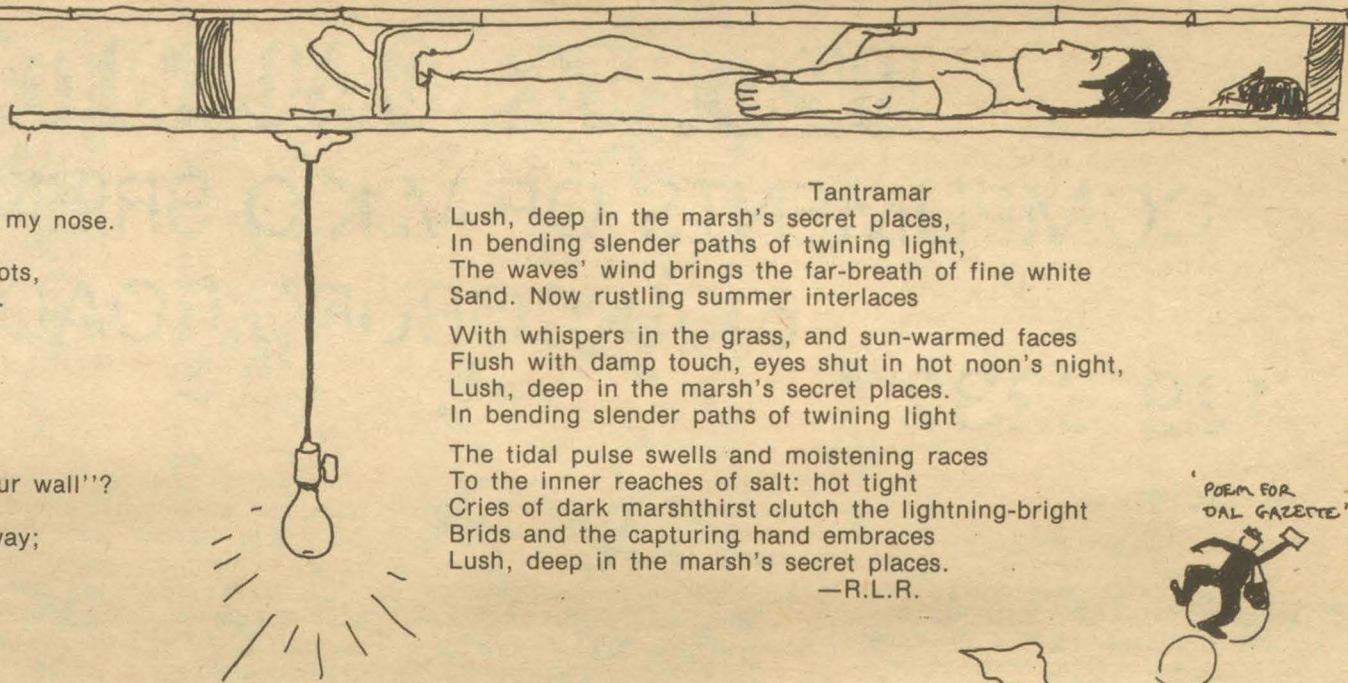 my nose.
ots,
ur wall''?
vay;
Tantramar
Lush, deep in the marsh's secret places,
In bending slender paths of twining light,
The waves' wind brings the far-breath of fine white
Sand. Now rustling summer interlaces
With whispers in the grass, and sun-warmed faces
Flush with damp touch, eyes shut in hot noon's night,
Lush, deep in the marsh's secret places.
In bending slender paths of twining light
The tidal pulse swells and moistening races
To the inner reaches of salt: hot tight
Cries of dark marshthirst clutch the lightning-bright
Brids and the capturing hand embraces
Lush, deep in the marsh's secret places.
—R.L.R.
'POEM FOR
DAL GAZETTE'